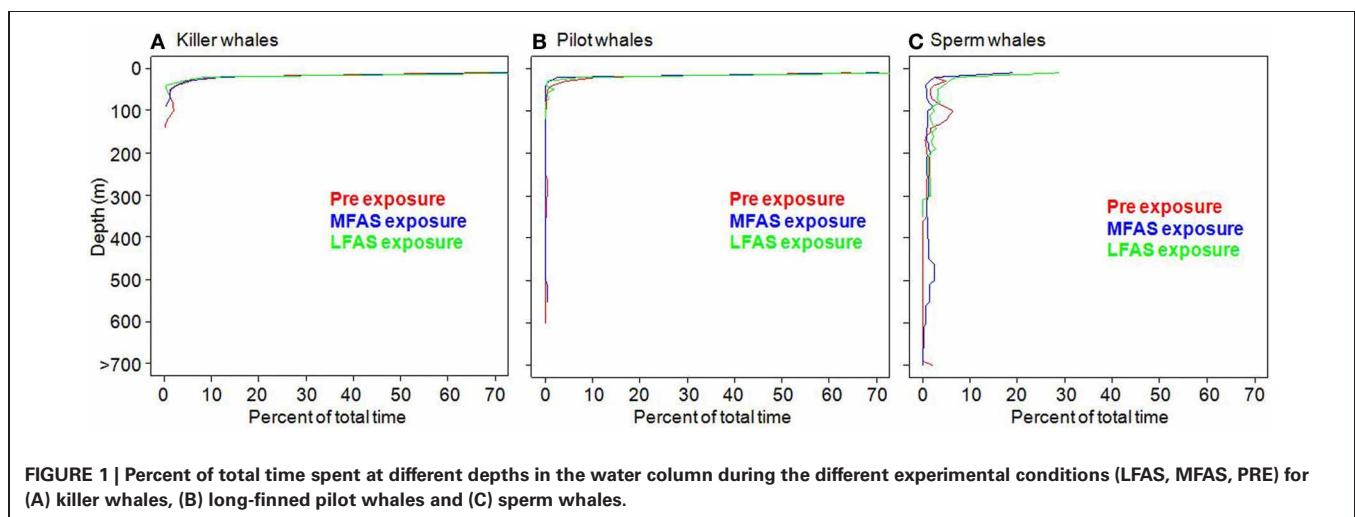 A Killer whales
B Pilot whales
C Sperm whales
Depth (m)
0
100
200
300
400
500
600
>700
Pre exposure
MFAS exposure
LFAS exposure
Pre exposure
MFAS exposure
LFAS exposure
Pre exposure
MFAS exposure
LFAS exposure
0 10 20 30 40 50 60 70
0 10 20 30 40 50 60 70
0 10 20 30 40 50 60 70
Percent of total time
Percent of total time
Percent of total time
FIGURE 1 | Percent of total time spent at different depths in the water column during the different experimental conditions (LFAS, MFAS, PRE) for
(A) killer whales, (B) long-finned pilot whales and (C) sperm whales.